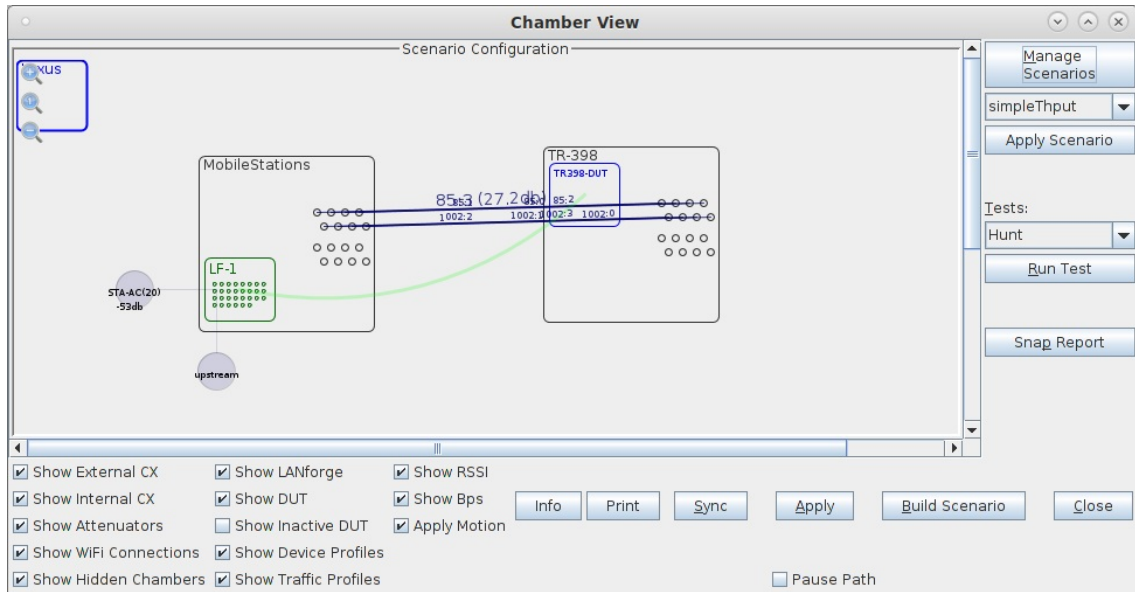 Chamber View
Scenario Configuration
xus
MobileStations
LF-1
STA-AC(20)
-53db
upstream
TR-398
TR398-DUT
85:3 (27.2db)
85:2
1002:2
1002:3
1002:0
Manage
Scenarios
simpleThput
Apply Scenario
Tests:
Hunt
Run Test
Snap Report
Show External CX
Show LANforge
Show RSSI
Show Internal CX
Show DUT
Show Bps
Show Attenuators
Show Inactive DUT
Apply Motion
Show WiFi Connections
Show Device Profiles
Show Hidden Chambers
Show Traffic Profiles
Info
Print
Sync
Apply
Build Scenario
Close
Pause Path